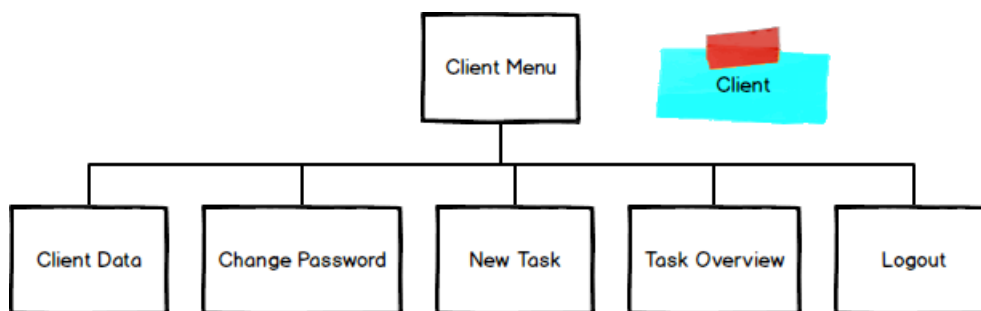 Client Menu
Client
Client Data
Change Password
New Task
Task Overview
Logout